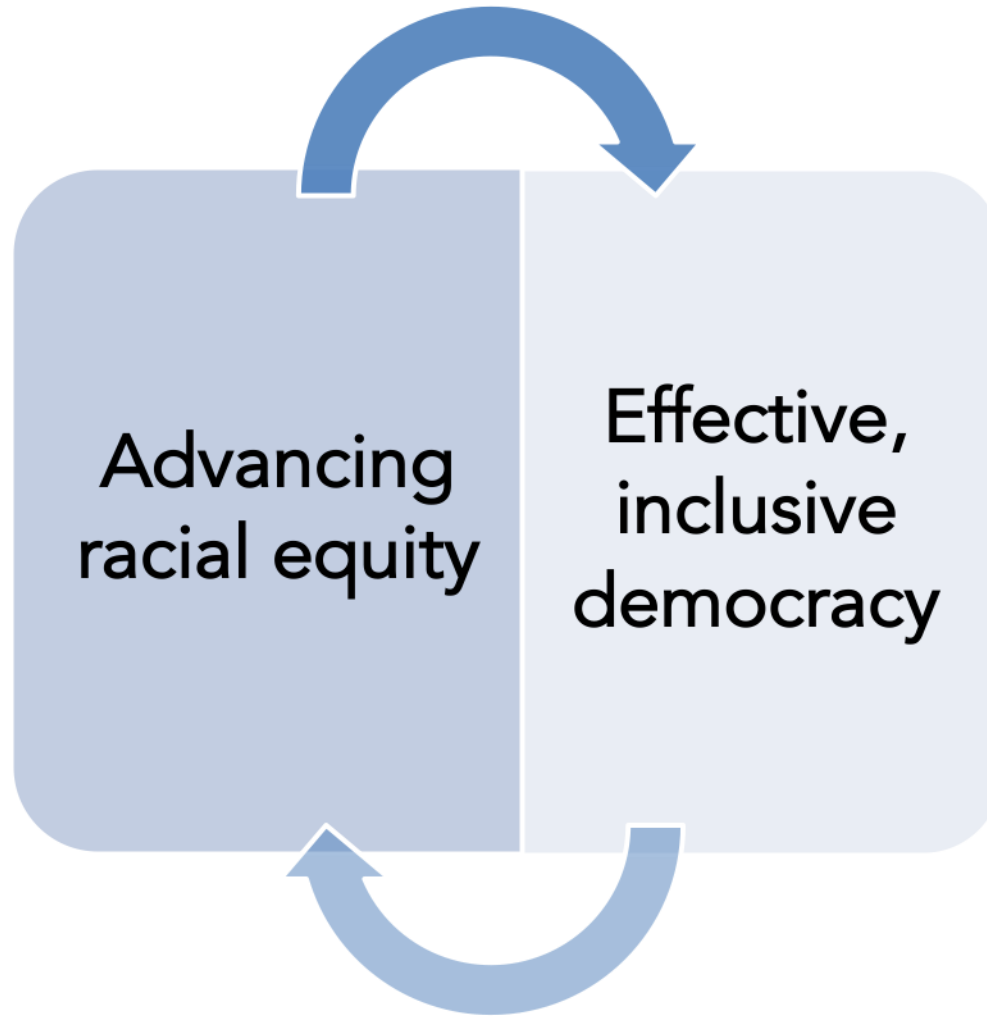 Advancing
racial equity
Effective,
inclusive
democracy